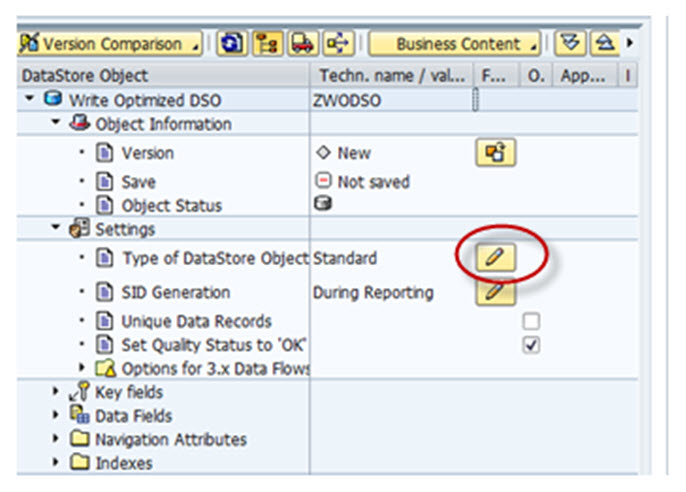 Version Comparison Business Content
DataStore Object Techn. name / val... F... O. App... I
Write Optimized DSO ZWODSO
Object Information
Version New
Save Not saved
Object Status
Settings
Type of DataStore Object Standard
SID Generation During Reporting
Unique Data Records
Set Quality Status to 'OK'
Options for 3.x Data Flows
Key fields
Data Fields
Navigation Attributes
Indexes